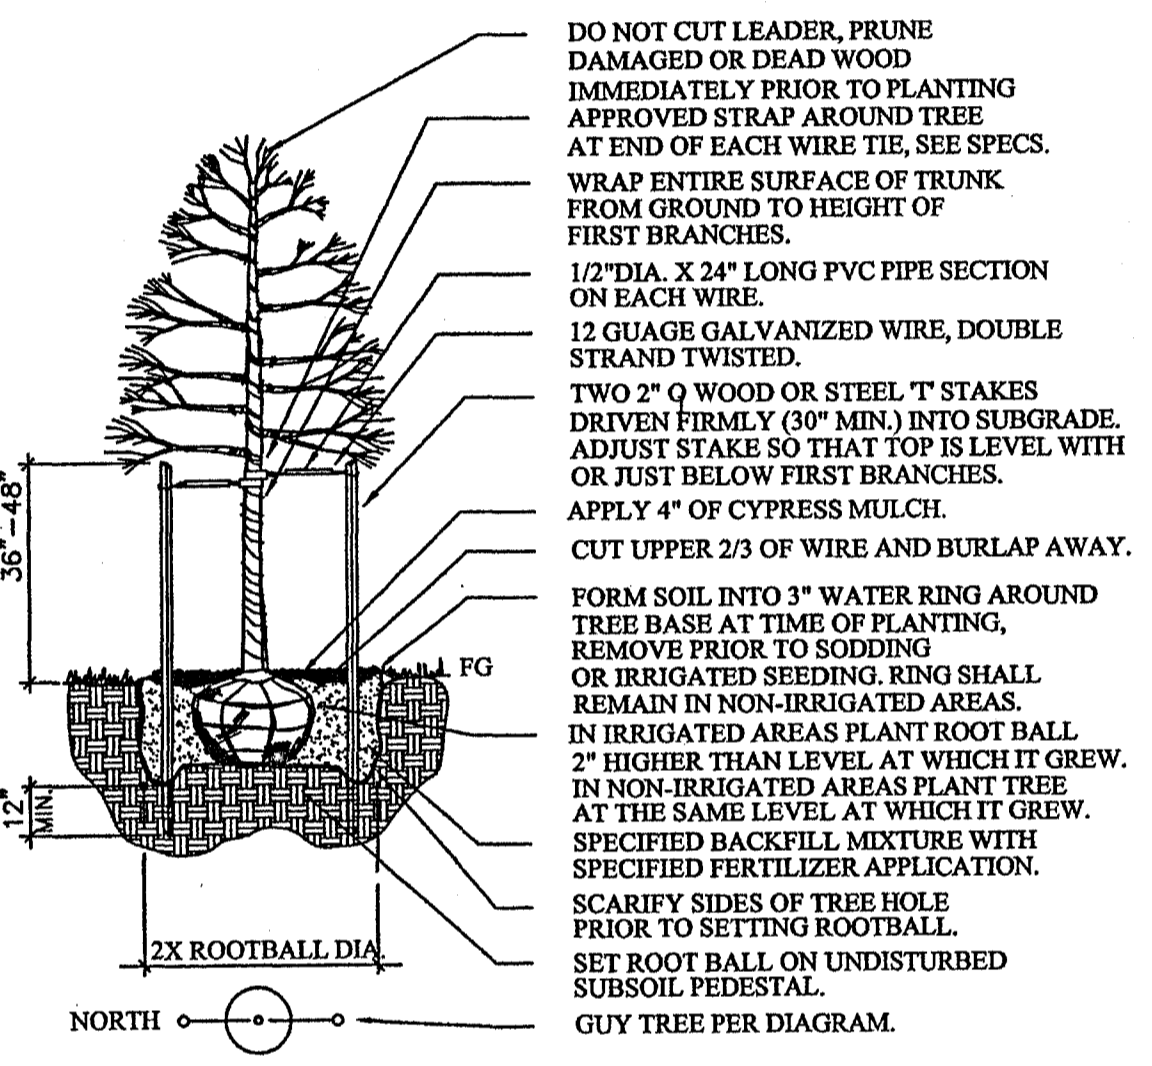 DO NOT CUT LEADER, PRUNE
DAMAGED OR DEAD WOOD
IMMEDIATELY PRIOR TO PLANTING
APPROVED STRAP AROUND TREE
AT END OF EACH WIRE TIE, SEE SPECS.
WRAP ENTIRE SURFACE OF TRUNK
FROM GROUND TO HEIGHT OF
FIRST BRANCHES.
1/2"DIA. X 24" LONG PVC PIPE SECTION
ON EACH WIRE.
12 GUAGE GALVANIZED WIRE, DOUBLE
STRAND TWISTED.
TWO 2" O WOOD OR STEEL 'T' STAKES
DRIVEN FIRMLY (30" MIN.) INTO SUBGRADE.
ADJUST STAKE SO THAT TOP IS LEVEL WITH
OR JUST BELOW FIRST BRANCHES.
APPLY 4" OF CYPRESS MULCH.
CUT UPPER 2/3 OF WIRE AND BURLAP AWAY.
FORM SOIL INTO 3" WATER RING AROUND
TREE BASE AT TIME OF PLANTING,
REMOVE PRIOR TO SODDING
OR IRRIGATED SEEDING. RING SHALL
REMAIN IN NON-IRRIGATED AREAS.
IN IRRIGATED AREAS PLANT ROOT BALL
2" HIGHER THAN LEVEL AT WHICH IT GREW.
IN NON-IRRIGATED AREAS PLANT TREE
AT THE SAME LEVEL AT WHICH IT GREW.
SPECIFIED BACKFILL MIXTURE WITH
SPECIFIED FERTILIZER APPLICATION.
SCARIFY SIDES OF TREE HOLE
PRIOR TO SETTING ROOTBALL.
SET ROOT BALL ON UNDISTURBED
SUBSOIL PEDESTAL.
GUY TREE PER DIAGRAM.
36"-48"
FG
12"
MIN.
2X ROOTBALL DIA.
NORTH